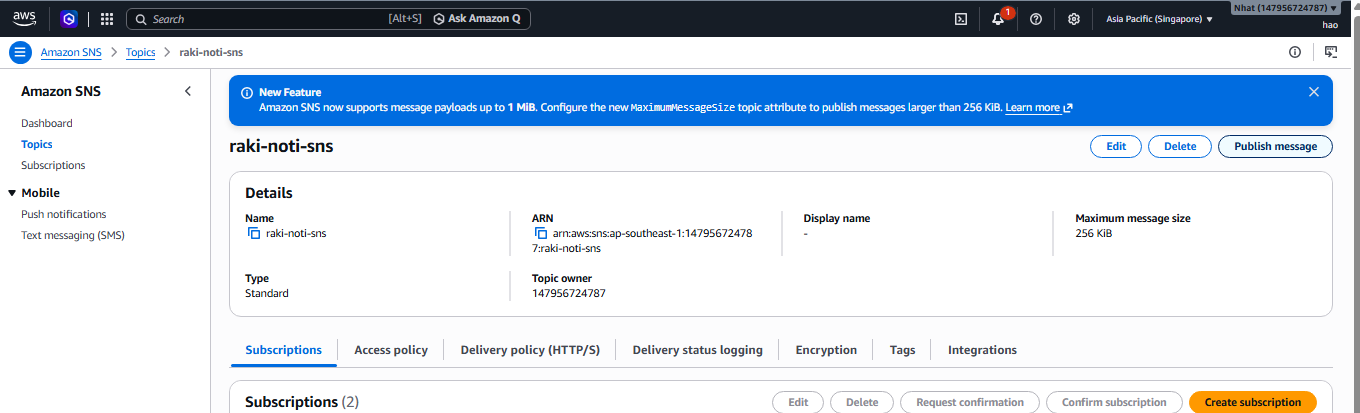 aws Search [Alt+S] Ask Amazon Q 1 Asia Pacific (Singapore) Nhat (147956724787)
hao
Amazon SNS Topics raki-noti-sns
Amazon SNS
Dashboard
Topics
Subscriptions
Mobile
Push notifications
Text messaging (SMS)
New Feature
Amazon SNS now supports message payloads up to 1 MiB. Configure the new MaximumMessageSize topic attribute to publish messages larger than 256 KiB. Learn more
raki-noti-sns Edit Delete Publish message
Details
Name
raki-noti-sns
ARN
arn:aws:sns:ap-southeast-1:14795672478
7:raki-noti-sns
Display name
-
Maximum message size
256 KiB
Type
Standard
Topic owner
147956724787
Subscriptions Access policy Delivery policy (HTTP/S) Delivery status logging Encryption Tags Integrations
Subscriptions (2) Edit Delete Request confirmation Confirm subscription Create subscription